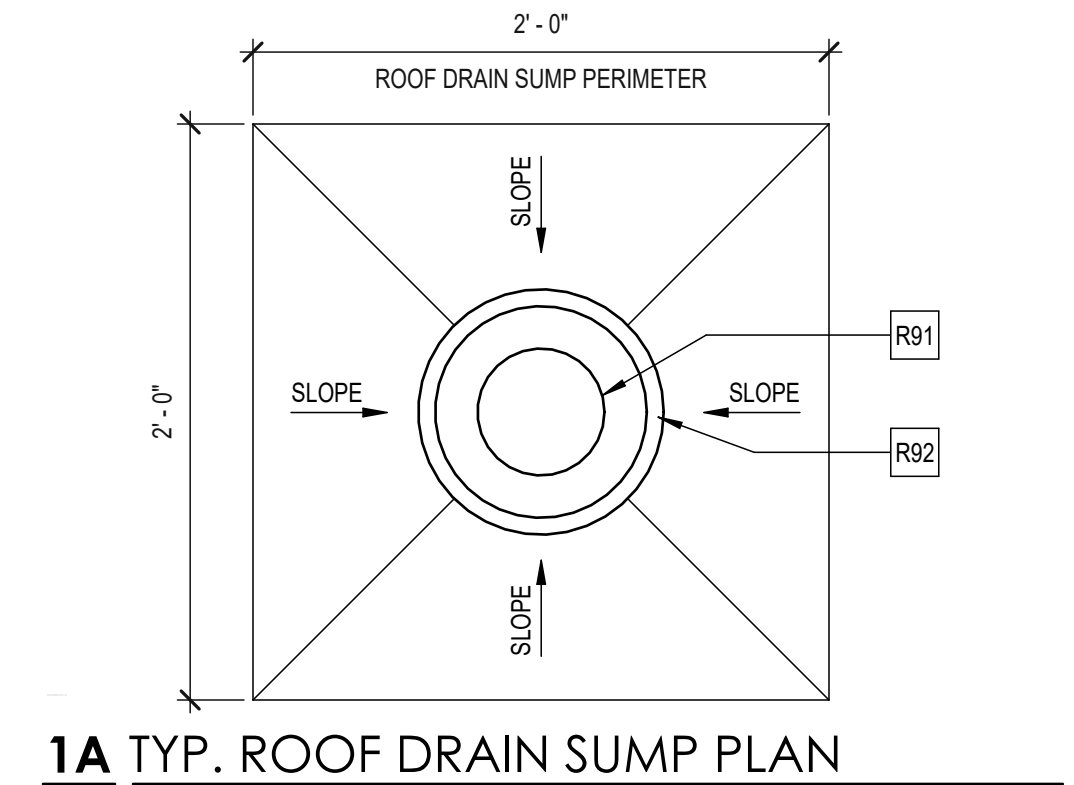 2' - 0"
ROOF DRAIN SUMP PERIMETER
SLOPE
2' - 0"
SLOPE
SLOPE
R91
R92
SLOPE
1A TYP. ROOF DRAIN SUMP PLAN